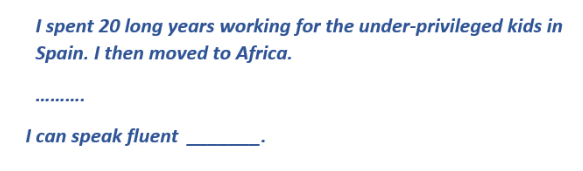 I spent 20 long years working for the under-privileged kids in
Spain. I then moved to Africa.
..........
I can speak fluent ________.